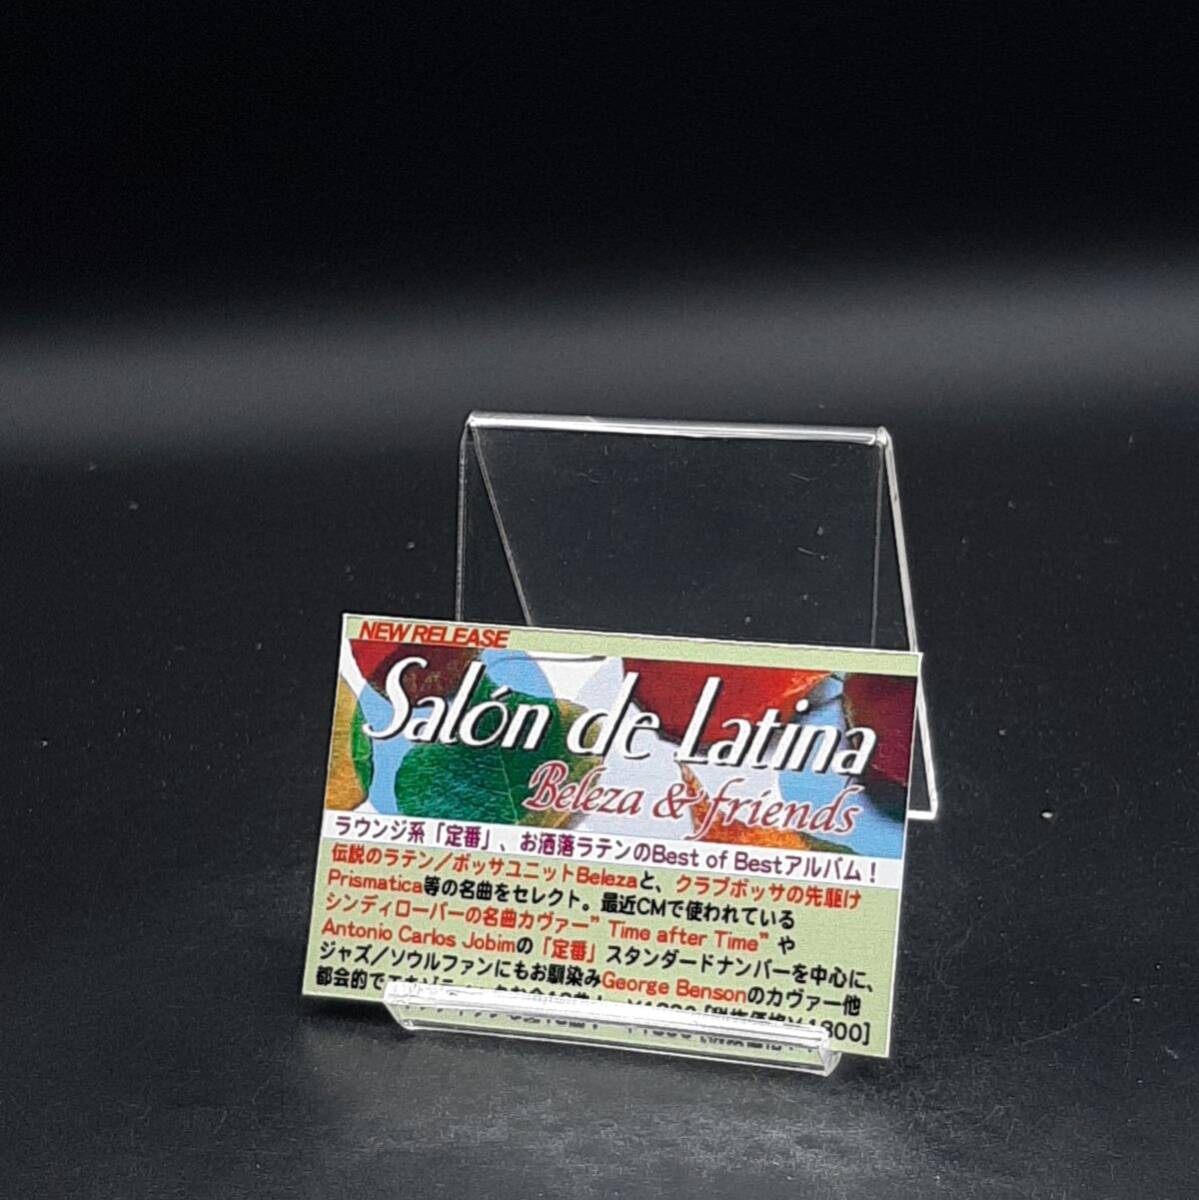 NEW RELEASE
Salón de Latina
Beleza & friends
ラウンジ系「定番」、お洒落ラテンのBest of Bestアルバム！
伝説のラテン／ボッサユニットBelezaと、クラブボッサの先駆け
Prismatica等の名曲をセレクト。最近CMで使われている
シンディローパーの名曲カヴァー”Time after Time”や
Antonio Carlos Jobimの「定番」スタンダードナンバーを中心に、
ジャズ／ソウルファンにもお馴染みGeorge Bensonのカヴァー他
都会的で